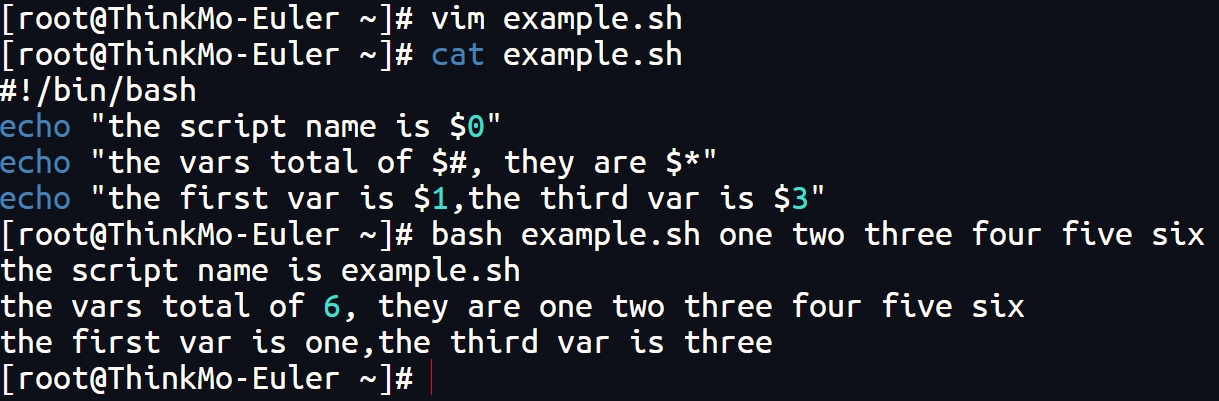 [root@ThinkMo-Euler ~]# vim example.sh
[root@ThinkMo-Euler ~]# cat example.sh
#!/bin/bash
echo "the script name is $0"
echo "the vars total of $#, they are $*"
echo "the first var is $1,the third var is $3"
[root@ThinkMo-Euler ~]# bash example.sh one two three four five six
the script name is example.sh
the vars total of 6, they are one two three four five six
the first var is one,the third var is three
[root@ThinkMo-Euler ~]#